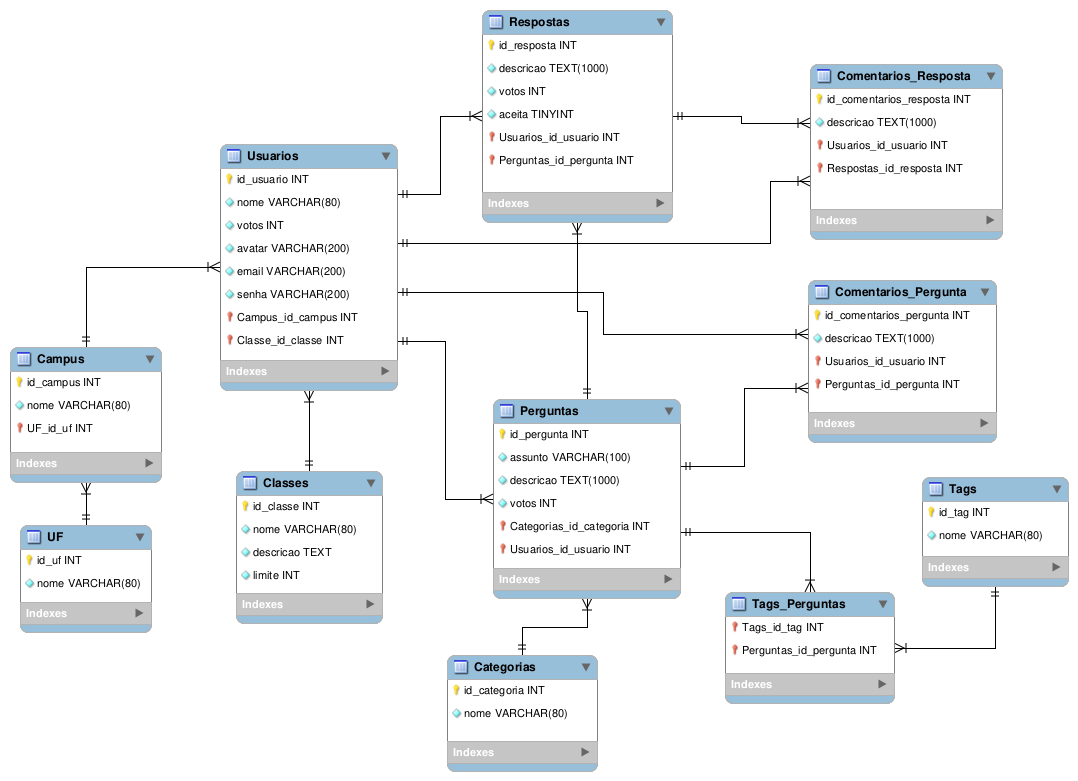 Respostas
id_resposta INT
descricao TEXT(1000)
votos INT
aceita TINYINT
Usuarios_id_usuario INT
Perguntas_id_pergunta INT
Indexes
Comentarios_Resposta
id_comentarios_resposta INT
descricao TEXT(1000)
Usuarios_id_usuario INT
Respostas_id_resposta INT
Indexes
Usuarios
id_usuario INT
nome VARCHAR(80)
votos INT
avatar VARCHAR(200)
email VARCHAR(200)
senha VARCHAR(200)
Campus_id_campus INT
Classe_id_classe INT
Indexes
Comentarios_Pergunta
id_comentarios_pergunta INT
descricao TEXT(1000)
Usuarios_id_usuario INT
Perguntas_id_pergunta INT
Indexes
Campus
id_campus INT
nome VARCHAR(80)
UF_id_uf INT
Indexes
Perguntas
id_pergunta INT
assunto VARCHAR(100)
descricao TEXT(1000)
votos INT
Categorias_id_categoria INT
Usuarios_id_usuario INT
Indexes
Classes
id_classe INT
nome VARCHAR(80)
descricao TEXT
limite INT
Indexes
Tags
id_tag INT
nome VARCHAR(80)
Indexes
UF
id_uf INT
nome VARCHAR(80)
Indexes
Tags_Perguntas
Tags_id_tag INT
Perguntas_id_pergunta INT
Indexes
Categorias
id_categoria INT
nome VARCHAR(80)
Indexes